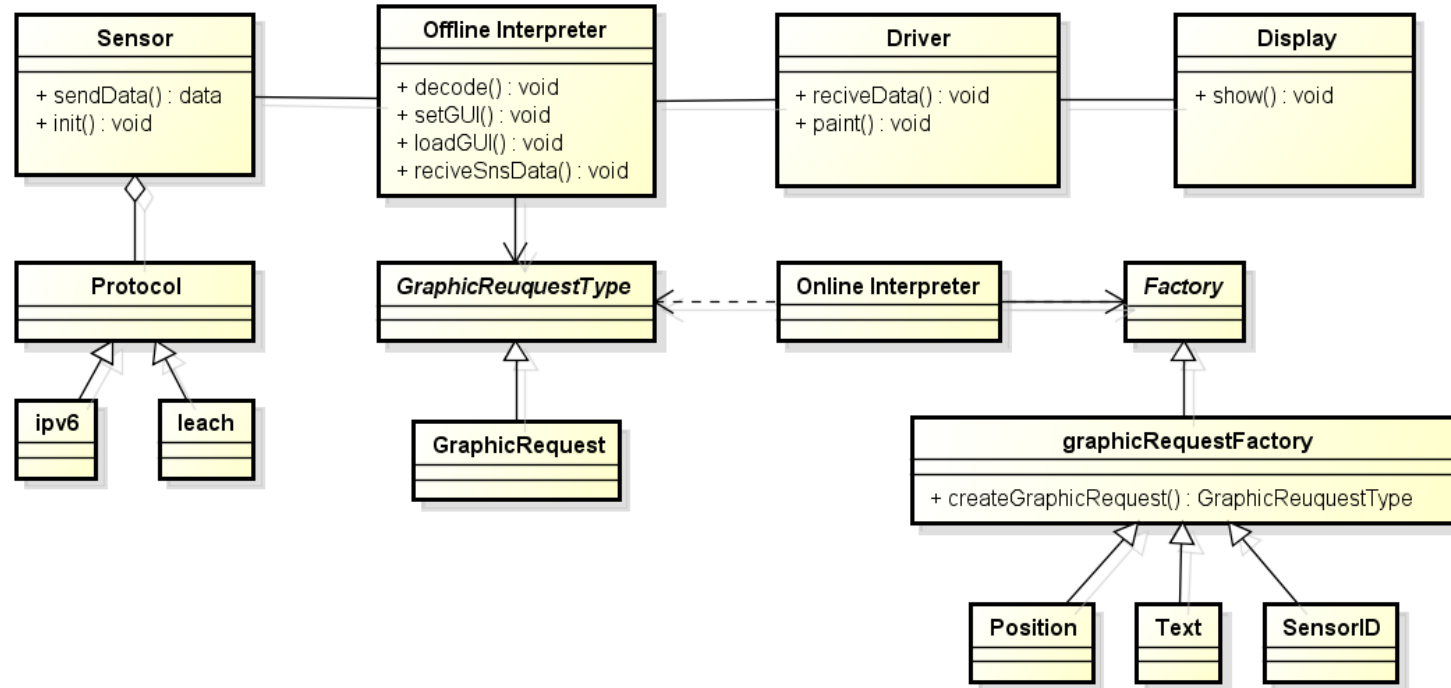 Sensor
+ sendData() : data
+ init() : void
Offline Interpreter
+ decode() : void
+ setGUI() : void
+ loadGUI() : void
+ reciveSnsData() : void
Driver
+ reciveData() : void
+ paint() : void
Display
+ show() : void
Protocol
GraphicReuquestType
Online Interpreter
Factory
ipv6
leach
GraphicRequest
graphicRequestFactory
+ createGraphicRequest() : GraphicReuquestType
Position
Text
SensorID